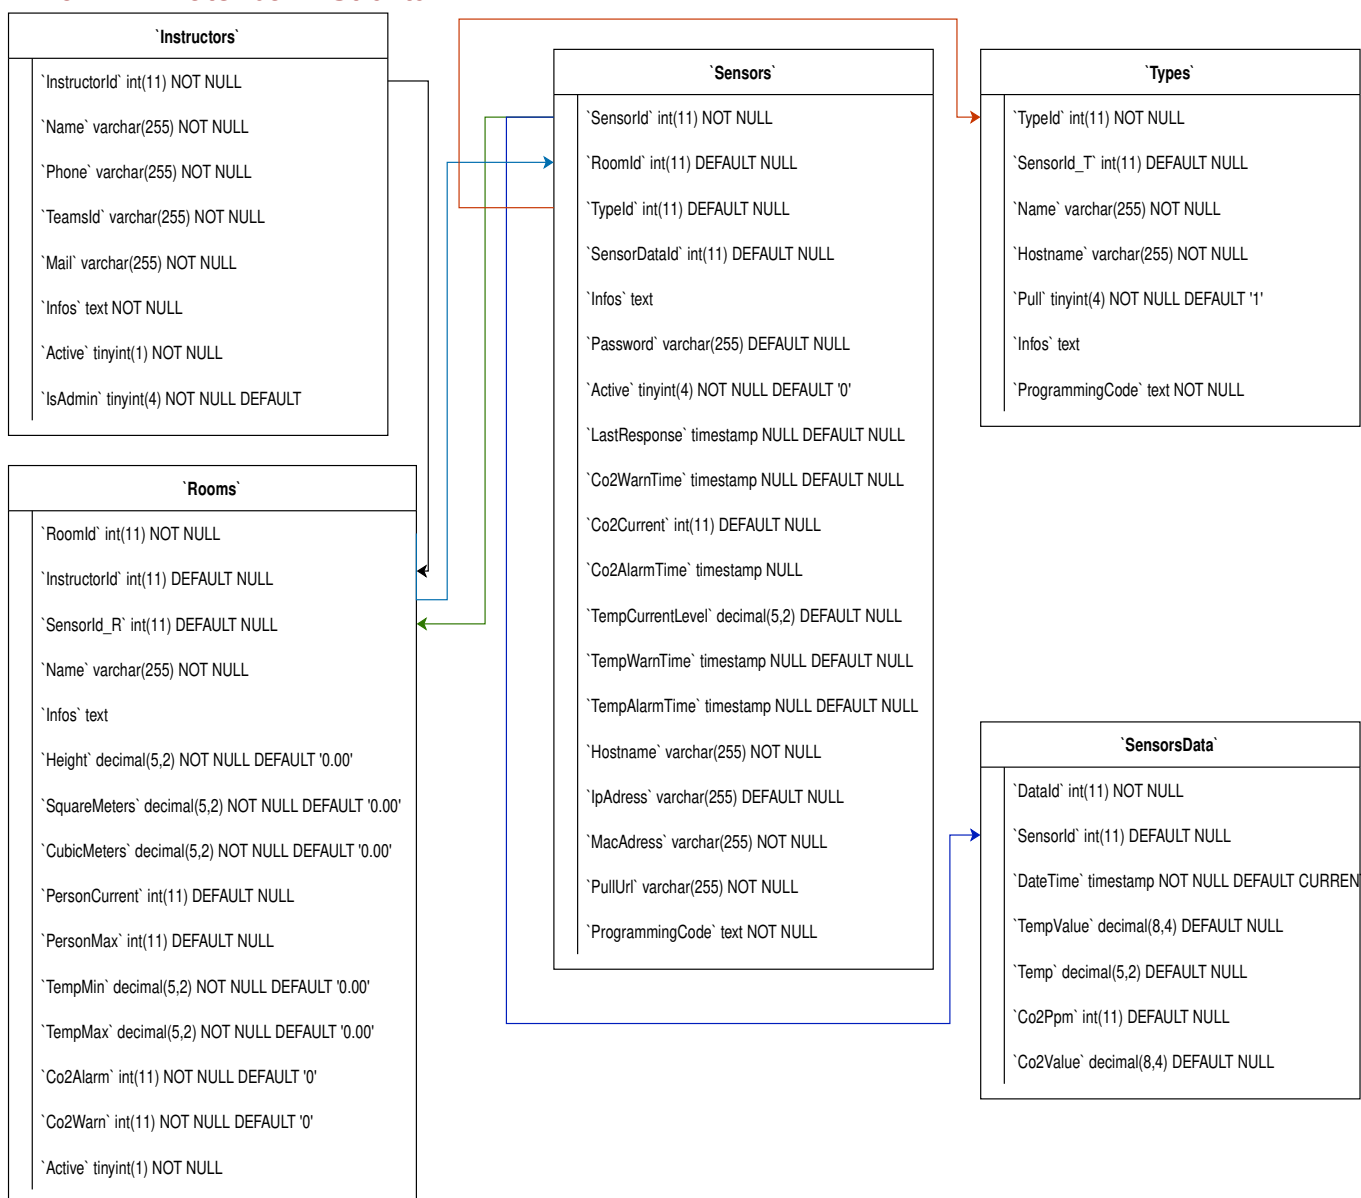 `Instructors`
`InstructorId` int(11) NOT NULL
`Name` varchar(255) NOT NULL
`Phone` varchar(255) NOT NULL
`TeamsId` varchar(255) NOT NULL
`Mail` varchar(255) NOT NULL
`Infos` text NOT NULL
`Active` tinyint(1) NOT NULL
`IsAdmin` tinyint(4) NOT NULL DEFAULT
`Rooms`
`RoomId` int(11) NOT NULL
`InstructorId` int(11) DEFAULT NULL
`SensorId_R` int(11) DEFAULT NULL
`Name` varchar(255) NOT NULL
`Infos` text
`Height` decimal(5,2) NOT NULL DEFAULT '0.00'
`SquareMeters` decimal(5,2) NOT NULL DEFAULT '0.00'
`CubicMeters` decimal(5,2) NOT NULL DEFAULT '0.00'
`PersonCurrent` int(11) DEFAULT NULL
`PersonMax` int(11) DEFAULT NULL
`TempMin` decimal(5,2) NOT NULL DEFAULT '0.00'
`TempMax` decimal(5,2) NOT NULL DEFAULT '0.00'
`Co2Alarm` int(11) NOT NULL DEFAULT '0'
`Co2Warn` int(11) NOT NULL DEFAULT '0'
`Active` tinyint(1) NOT NULL
`Sensors`
`SensorId` int(11) NOT NULL
`RoomId` int(11) DEFAULT NULL
`TypeId` int(11) DEFAULT NULL
`SensorDataId` int(11) DEFAULT NULL
`Infos` text
`Password` varchar(255) DEFAULT NULL
`Active` tinyint(4) NOT NULL DEFAULT '0'
`LastResponse` timestamp NULL DEFAULT NULL
`Co2WarnTime` timestamp NULL DEFAULT NULL
`Co2Current` int(11) DEFAULT NULL
`Co2AlarmTime` timestamp NULL
`TempCurrentLevel` decimal(5,2) DEFAULT NULL
`TempWarnTime` timestamp NULL DEFAULT NULL
`TempAlarmTime` timestamp NULL DEFAULT NULL
`Hostname` varchar(255) NOT NULL
`IpAdress` varchar(255) DEFAULT NULL
`MacAdress` varchar(255) NOT NULL
`PullUrl` varchar(255) NOT NULL
`ProgrammingCode` text NOT NULL
`Types`
`TypeId` int(11) NOT NULL
`SensorId_T` int(11) DEFAULT NULL
`Name` varchar(255) NOT NULL
`Hostname` varchar(255) NOT NULL
`Pull` tinyint(4) NOT NULL DEFAULT '1'
`Infos` text
`ProgrammingCode` text NOT NULL
`SensorsData`
`DataId` int(11) NOT NULL
`SensorId` int(11) DEFAULT NULL
`DateTime` timestamp NOT NULL DEFAULT CURREN
`TempValue` decimal(8,4) DEFAULT NULL
`Temp` decimal(5,2) DEFAULT NULL
`Co2Ppm` int(11) DEFAULT NULL
`Co2Value` decimal(8,4) DEFAULT NULL